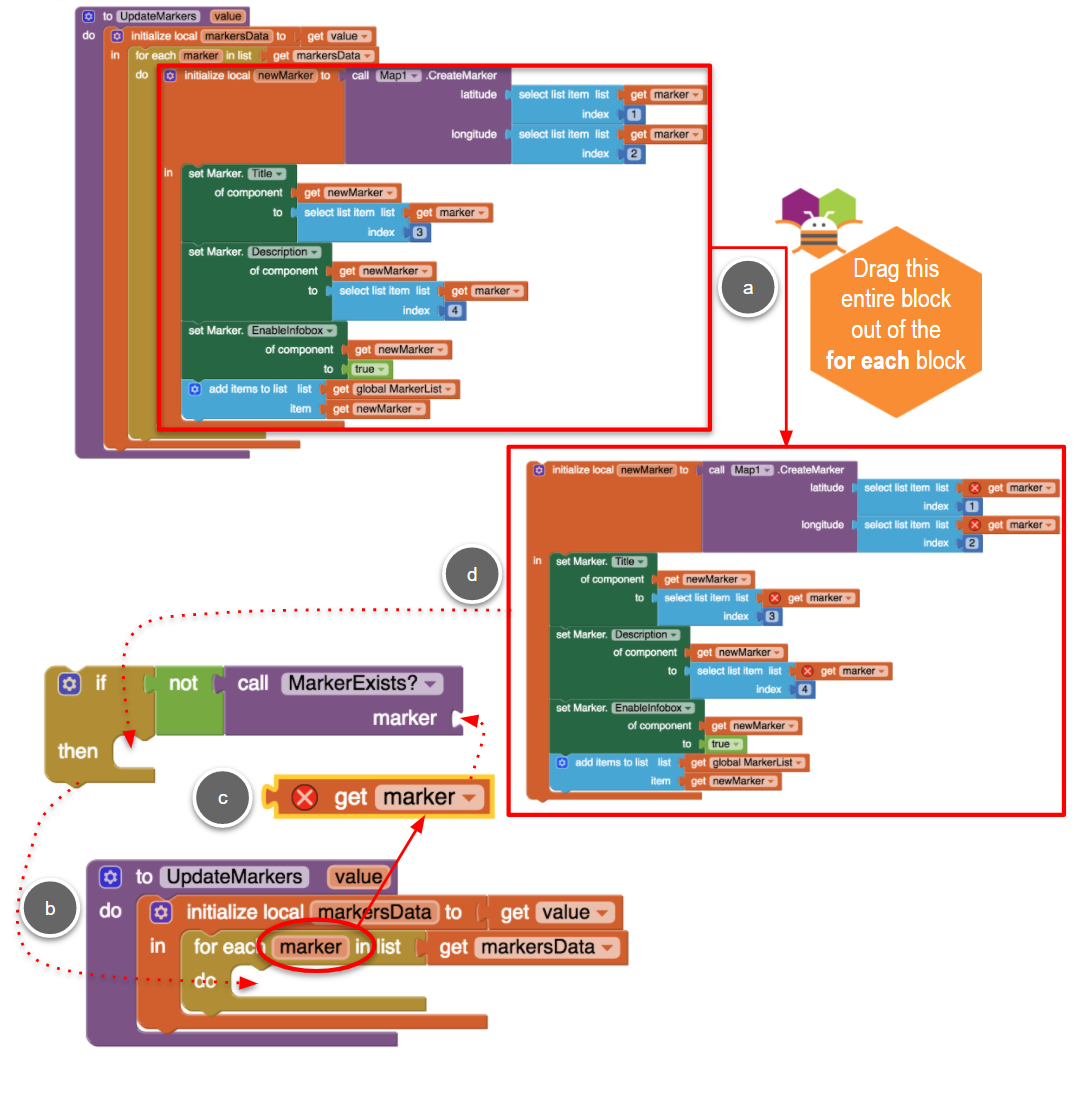 to UpdateMarkers value
do initialize local markersData to get value
in for each marker in list get markersData
do initialize local newMarker to call Map1 .CreateMarker
latitude select list item list get marker
index 1
longitude select list item list get marker
index 2
in set Marker. Title
of component get newMarker
to select list item list get marker
index 3
set Marker. Description
of component get newMarker
to select list item list get marker
index 4
set Marker. EnableInfobox
of component get newMarker
to true
add items to list list get global MarkerList
item get newMarker
a
Drag this
entire block
out of the
for each block
initialize local newMarker to call Map1 .CreateMarker
latitude select list item list get marker
index 1
longitude select list item list get marker
index 2
in set Marker. Title
of component get newMarker
to select list item list get marker
index 3
set Marker. Description
of component get newMarker
to select list item list get marker
index 4
set Marker. EnableInfobox
of component get newMarker
to true
add items to list list get global MarkerList
item get newMarker
d
if not call MarkerExists?
marker
then
c
get marker
b
to UpdateMarkers value
do initialize local markersData to get value
in for each marker in list get markersData
do